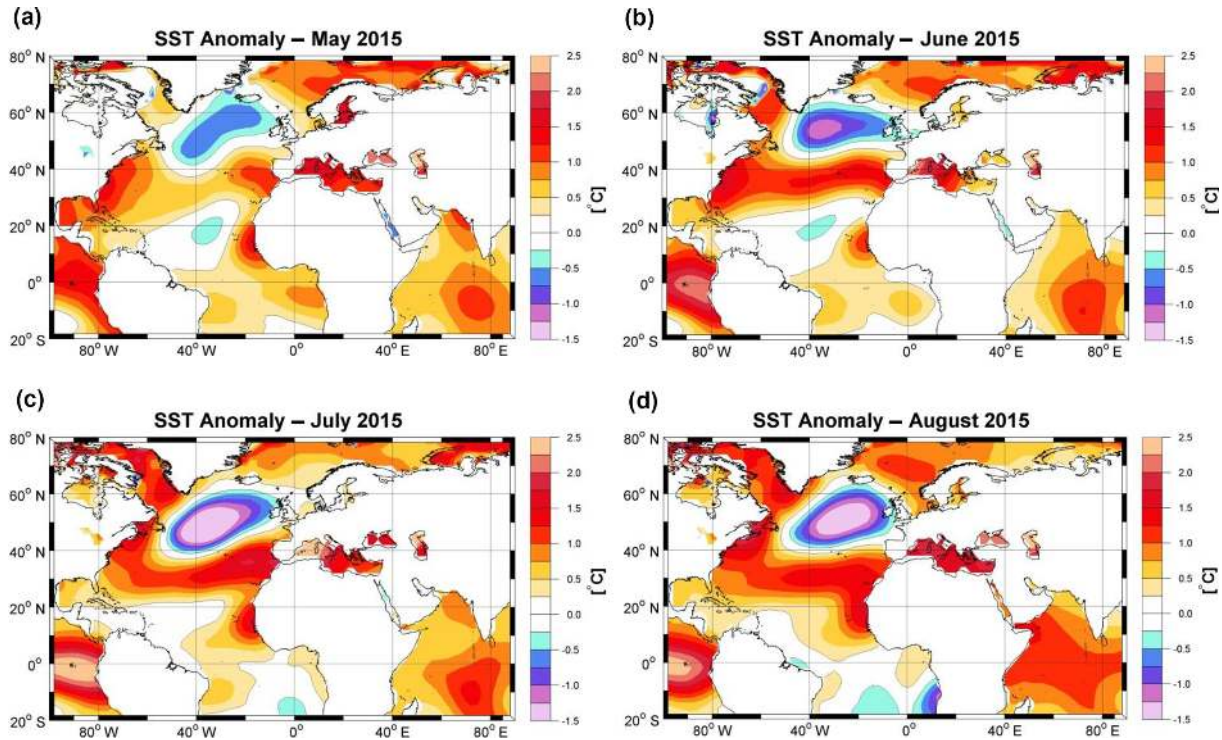 (a)
SST Anomaly – May 2015
80° N
60° N
40° N
20° N
0°
20° S
80° W
40° W
0°
40° E
80° E
2.5
2.0
1.5
1.0
0.5
0.0
-0.5
-1.0
-1.5
[°C]
(b)
SST Anomaly – June 2015
80° N
60° N
40° N
20° N
0°
20° S
80° W
40° W
0°
40° E
80° E
2.5
2.0
1.5
1.0
0.5
0.0
-0.5
-1.0
-1.5
[°C]
(c)
SST Anomaly – July 2015
80° N
60° N
40° N
20° N
0°
20° S
80° W
40° W
0°
40° E
80° E
2.5
2.0
1.5
1.0
0.5
0.0
-0.5
-1.0
-1.5
[°C]
(d)
SST Anomaly – August 2015
80° N
60° N
40° N
20° N
0°
20° S
80° W
40° W
0°
40° E
80° E
2.5
2.0
1.5
1.0
0.5
0.0
-0.5
-1.0
-1.5
[°C]